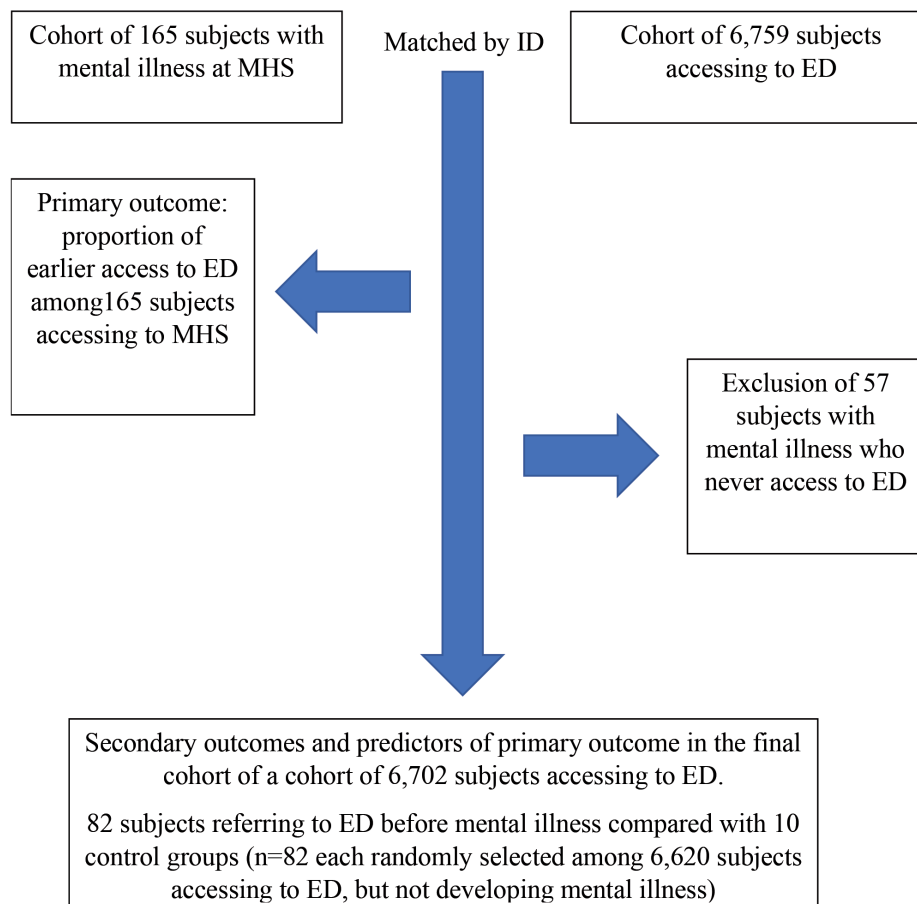 Cohort of 165 subjects with
mental illness at MHS
Matched by ID
Cohort of 6,759 subjects
accessing to ED
Primary outcome:
proportion of
earlier access to ED
among165 subjects
accessing to MHS
Exclusion of 57
subjects with
mental illness who
never access to ED
Secondary outcomes and predictors of primary outcome in the final
cohort of a cohort of 6,702 subjects accessing to ED.
82 subjects referring to ED before mental illness compared with 10
control groups (n=82 each randomly selected among 6,620 subjects
accessing to ED, but not developing mental illness)